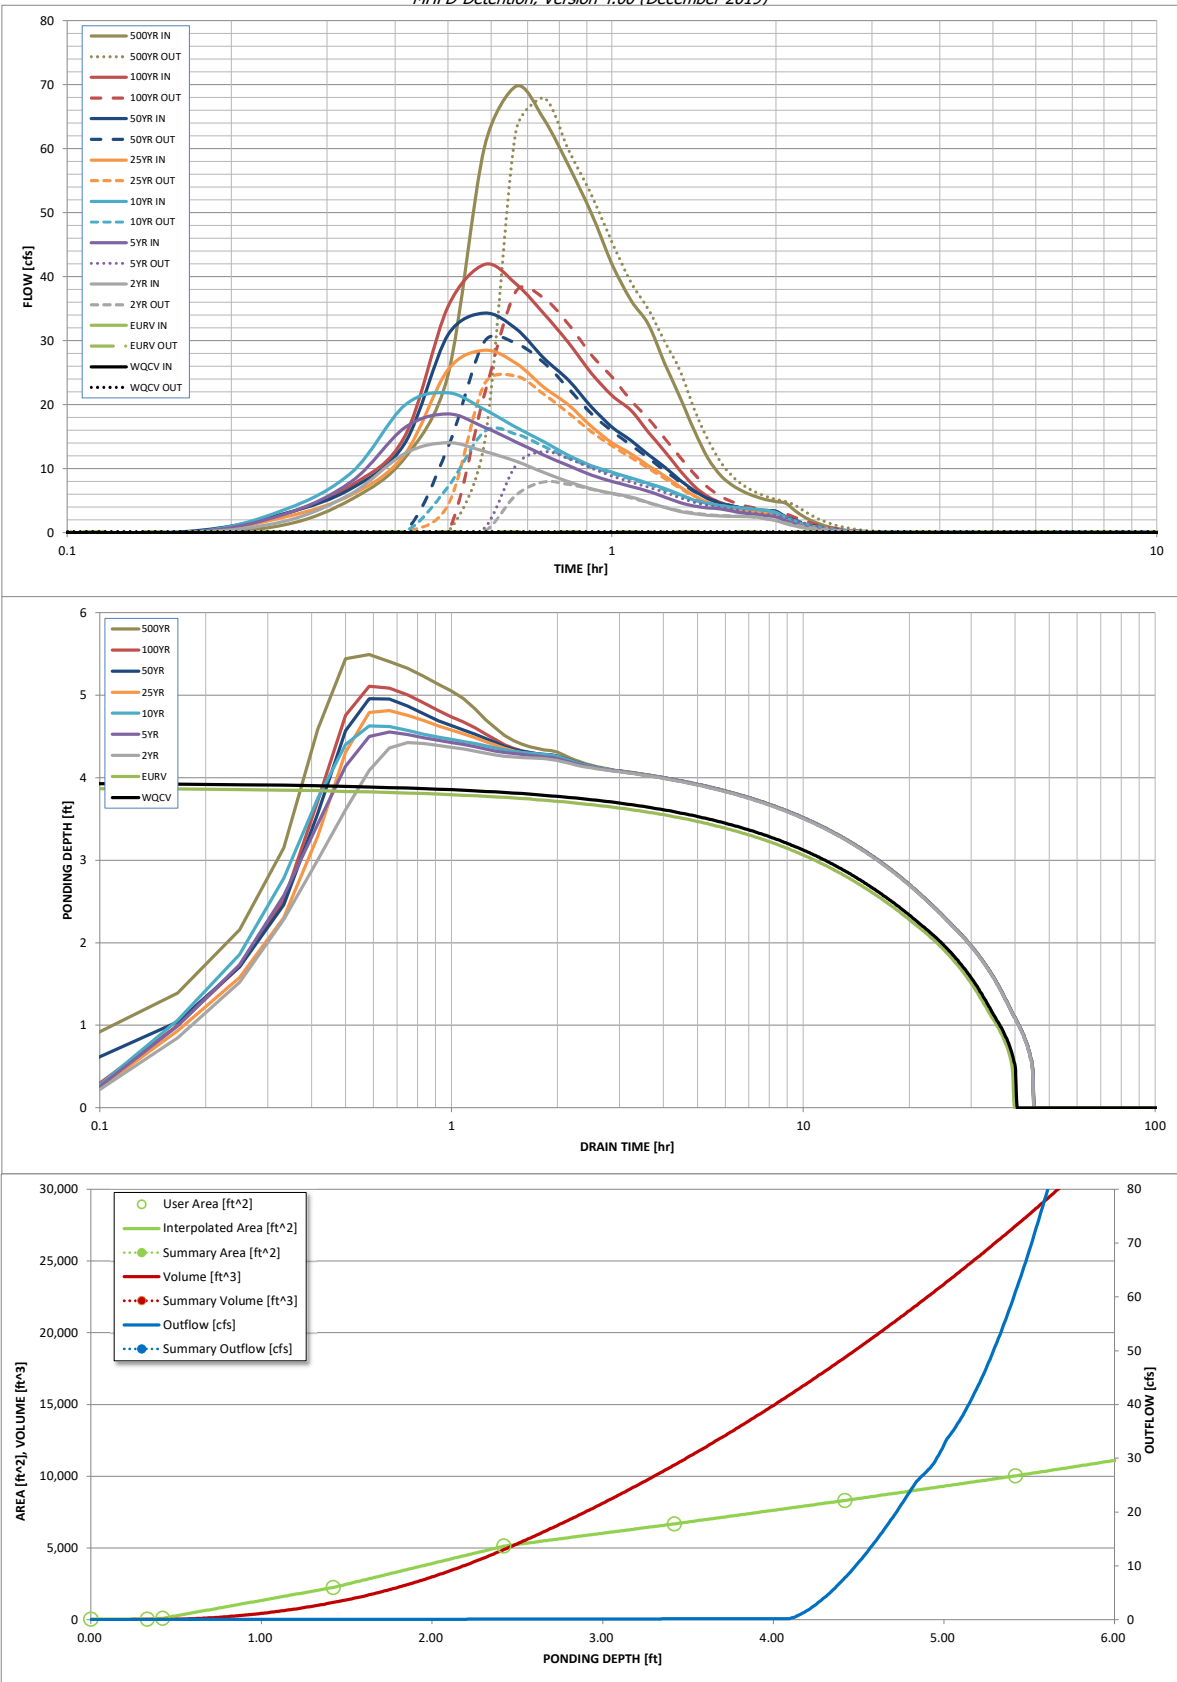 MHFD-Detention, Version 4.00 (December 2019)
80
70
60
50
40
30
20
10
0
FLOW [cfs]
500YR IN
500YR OUT
100YR IN
100YR OUT
50YR IN
50YR OUT
25YR IN
25YR OUT
10YR IN
10YR OUT
5YR IN
5YR OUT
2YR IN
2YR OUT
EURV IN
EURV OUT
WQCV IN
WQCV OUT
0.1
1
10
TIME [hr]
6
5
4
3
2
1
0
PONDING DEPTH [ft]
500YR
100YR
50YR
25YR
10YR
5YR
2YR
EURV
WQCV
0.1
1
10
100
DRAIN TIME [hr]
30,000
25,000
20,000
15,000
10,000
5,000
0
AREA [ft^2], VOLUME [ft^3]
User Area [ft^2]
Interpolated Area [ft^2]
Summary Area [ft^2]
Volume [ft^3]
Summary Volume [ft^3]
Outflow [cfs]
Summary Outflow [cfs]
80
70
60
50
40
30
20
10
0
OUTFLOW [cfs]
0.00
1.00
2.00
3.00
4.00
5.00
6.00
PONDING DEPTH [ft]